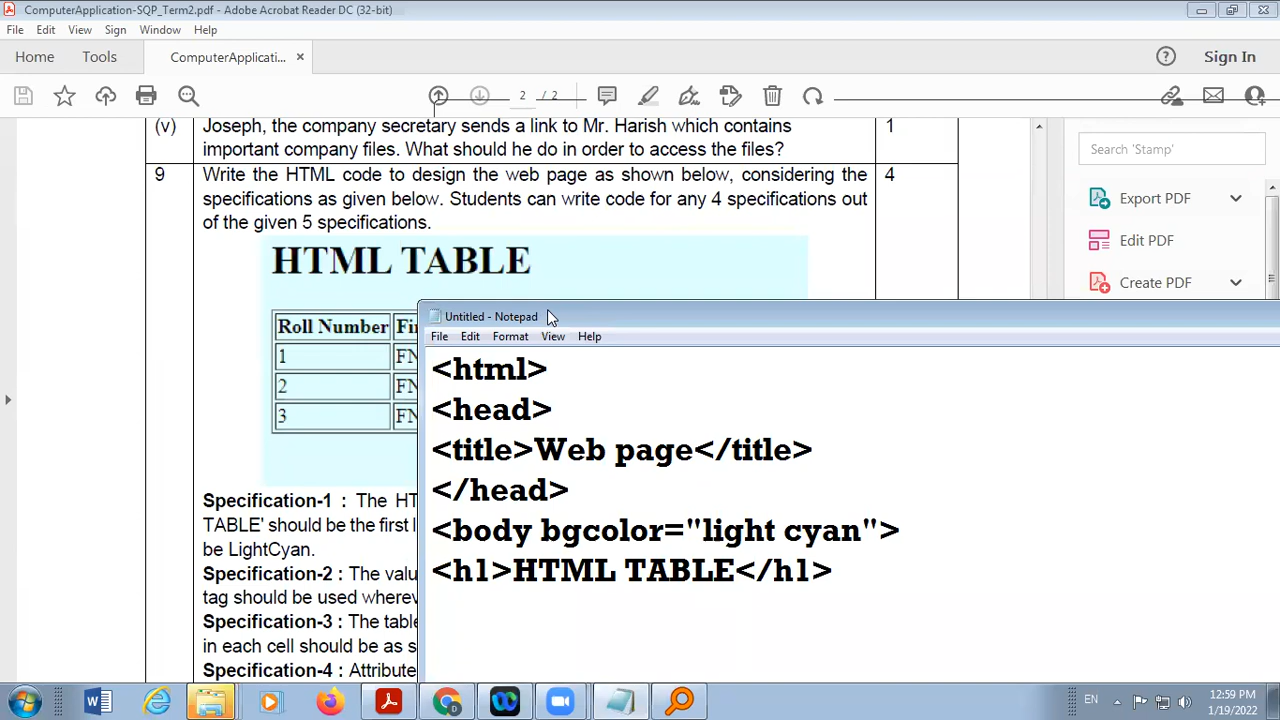 ComputerApplication-SQP_Term2.pdf - Adobe Acrobat Reader DC (32-bit)
File Edit View Sign Window Help
Home Tools ComputerApplicati... × Sign In
2 / 2
(v) Joseph, the company secretary sends a link to Mr. Harish which contains 1
important company files. What should he do in order to access the files?
9 Write the HTML code to design the web page as shown below, considering the 4
specifications as given below. Students can write code for any 4 specifications out
of the given 5 specifications.
HTML TABLE
Roll Number Fir
1 FN
2 FN
3 FN
Specification-1 : The HT
TABLE' should be the first l
be LightCyan.
Specification-2 : The valu
tag should be used wherev
Specification-3 : The table
in each cell should be as s
Specification-4 : Attribute
Untitled - Notepad
File Edit Format View Help
<html>
<head>
<title>Web page</title>
</head>
<body bgcolor="light cyan">
<h1>HTML TABLE</h1>
Search 'Stamp'
Export PDF
Edit PDF
Create PDF
EN
12:59 PM
1/19/2022